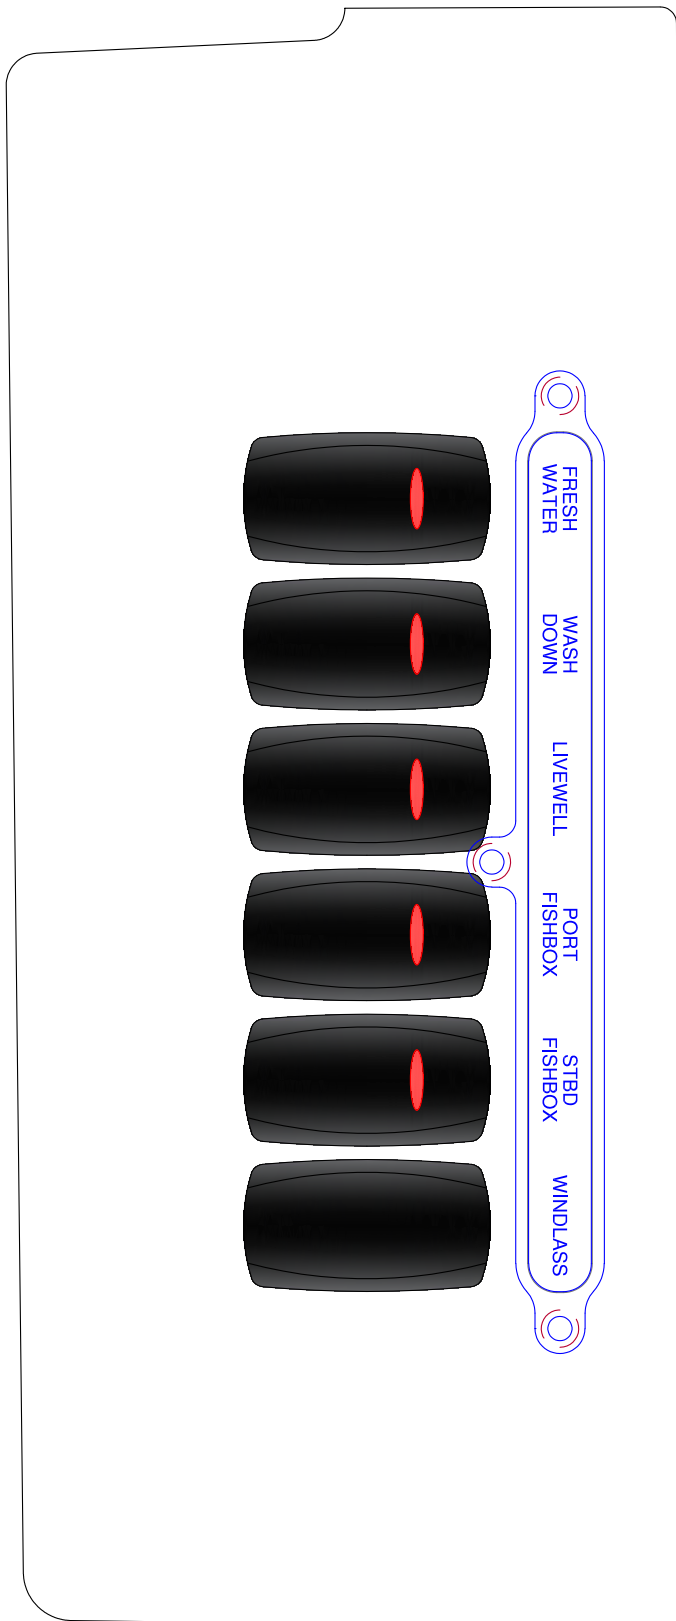 FRESH
WATER
WASH
DOWN
LIVEWELL
PORT
FISHBOX
STBD
FISHBOX
WINDLASS